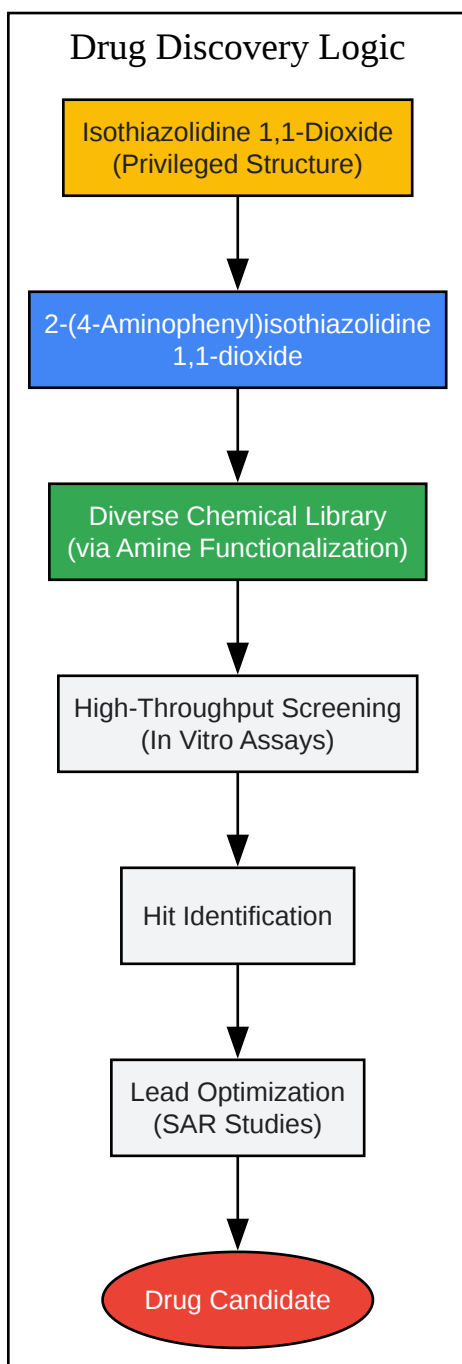 Drug Discovery Logic
Isothiazolidine 1,1-Dioxide
(Privileged Structure)
2-(4-Aminophenyl)isothiazolidine
1,1-dioxide
Diverse Chemical Library
(via Amine Functionalization)
High-Throughput Screening
(In Vitro Assays)
Hit Identification
Lead Optimization
(SAR Studies)
Drug Candidate